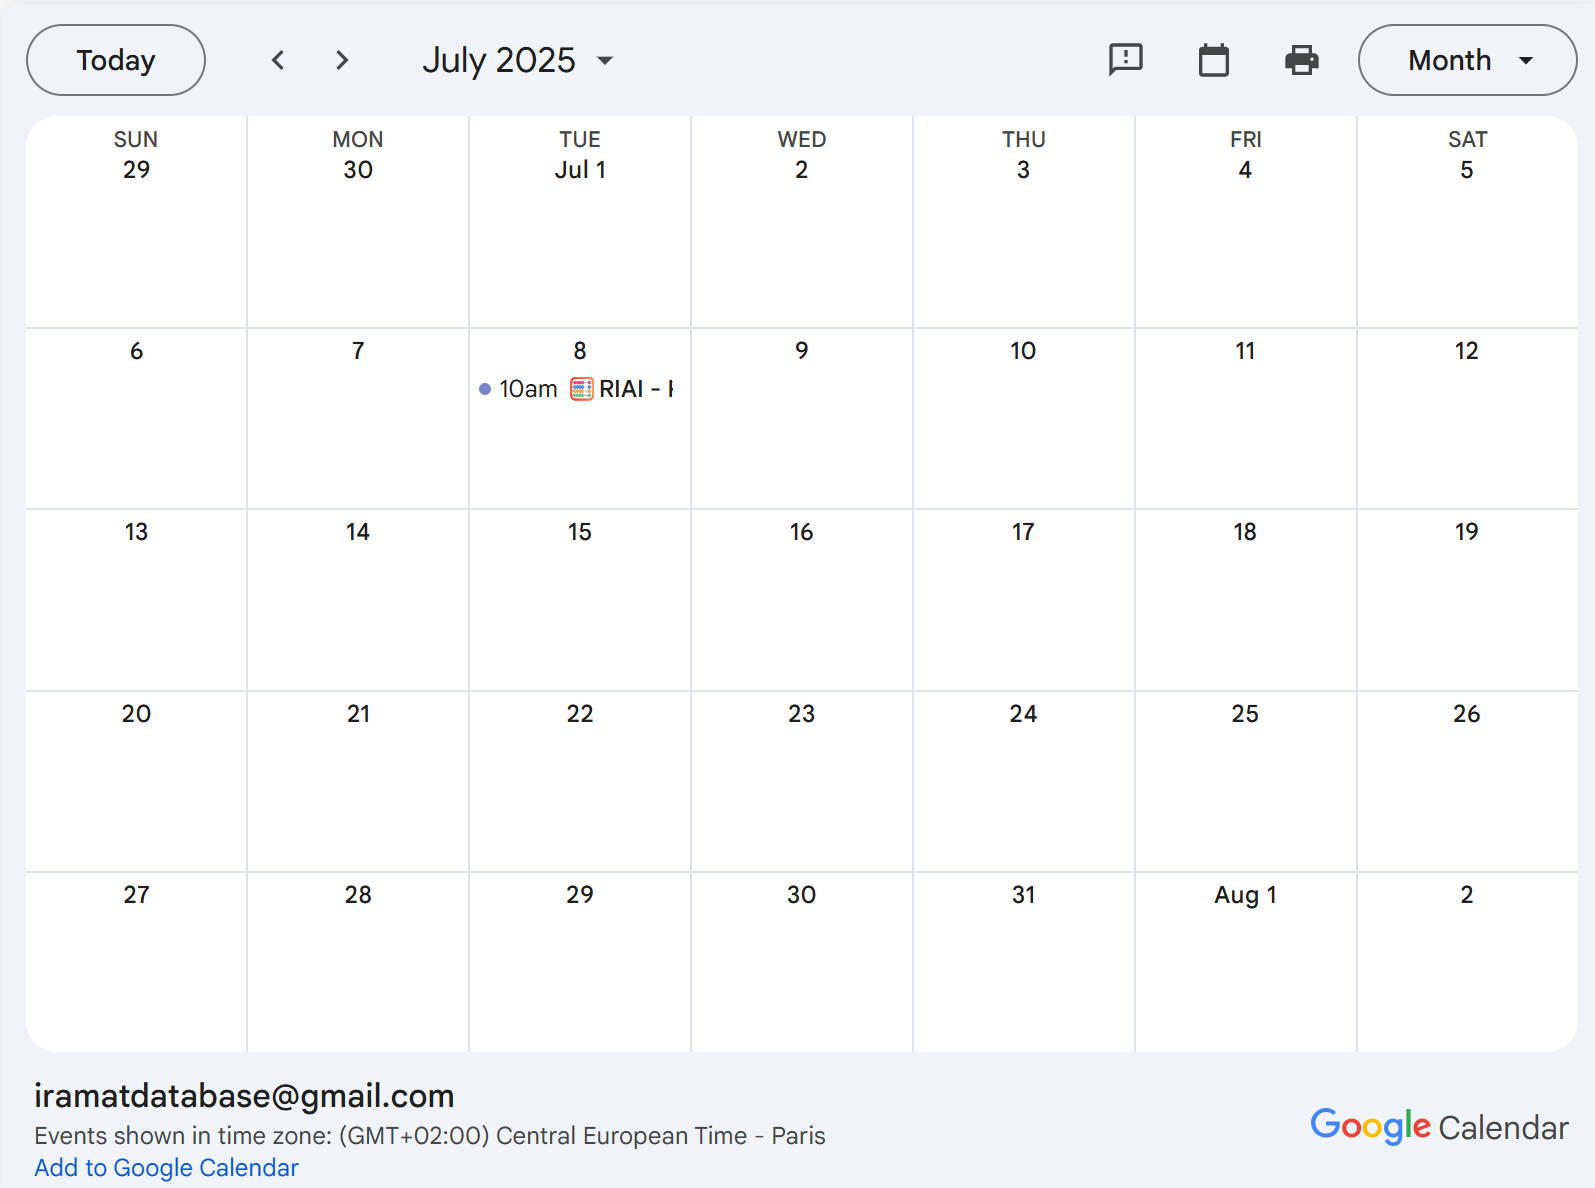 Today July 2025 Month
SUN MON TUE WED THU FRI SAT
29 30 Jul 1 2 3 4 5
6 7 8 9 10 11 12
10am RIAI -
13 14 15 16 17 18 19
20 21 22 23 24 25 26
27 28 29 30 31 Aug 1 2
iramatdatabase@gmail.com
Events shown in time zone: (GMT+02:00) Central European Time - Paris
Add to Google Calendar
Google Calendar